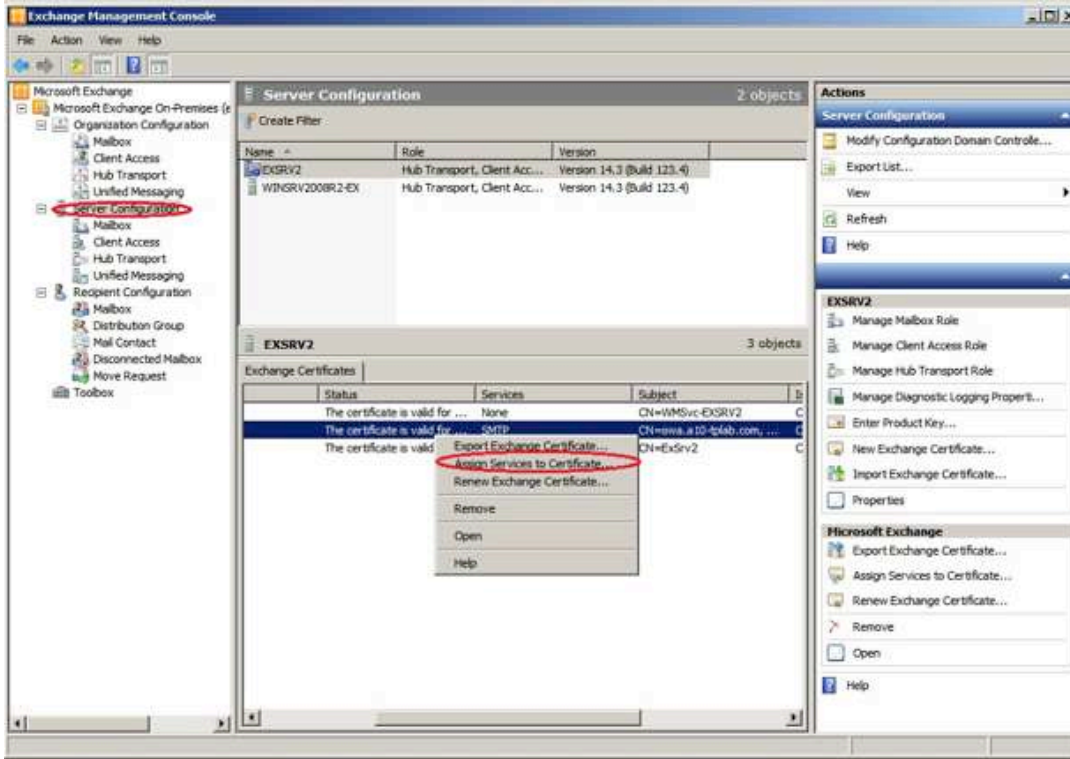 Exchange Management Console
File Action View Help
Microsoft Exchange
Microsoft Exchange On-Premises (e
Organization Configuration
Mailbox
Client Access
Hub Transport
Unified Messaging
Server Configuration
Mailbox
Client Access
Hub Transport
Unified Messaging
Recipient Configuration
Mailbox
Distribution Group
Mail Contact
Disconnected Mailbox
Move Request
Toolbox
Server Configuration 2 objects
Create Filter
Name Role Version
EXSRV2 Hub Transport, Client Acc... Version 14.3 (Build 123.4)
WINSRV2008R2-EX Hub Transport, Client Acc... Version 14.3 (Build 123.4)
EXSRV2 3 objects
Exchange Certificates
Status Services Subject
The certificate is valid for ... None CN=WMSvc-EXSRV2 C
The certificate is valid for ... SMTP CN=owa.a10-tplab.com, ... C
The certificate is valid CN=ExSrv2 C
Export Exchange Certificate...
Assign Services to Certificate...
Renew Exchange Certificate...
Remove
Open
Help
Actions
Server Configuration
Modify Configuration Domain Controlle...
Export List...
View
Refresh
Help
EXSRV2
Manage Mailbox Role
Manage Client Access Role
Manage Hub Transport Role
Manage Diagnostic Logging Properti...
Enter Product Key...
New Exchange Certificate...
Import Exchange Certificate...
Properties
Microsoft Exchange
Export Exchange Certificate...
Assign Services to Certificate...
Renew Exchange Certificate...
Remove
Open
Help